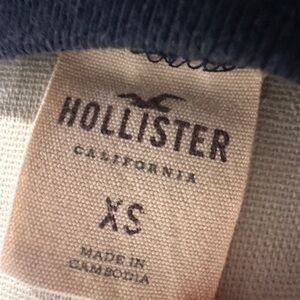 HOLLISTER
CALIFORNIA
XS
MADE IN
CAMBODIA